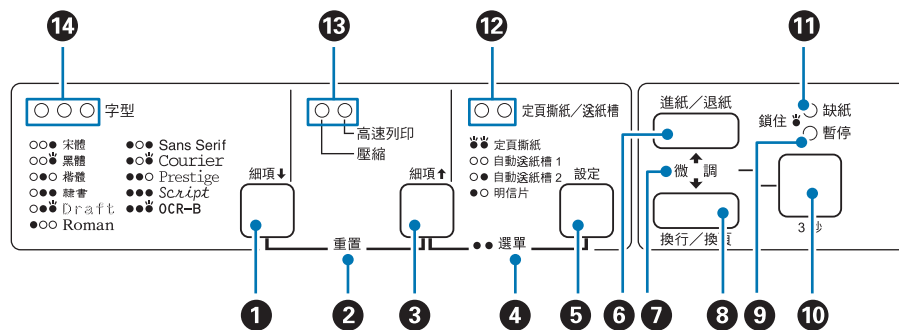 14
13
12
11
字型
○○● 宋體
○○ 黑體
○●○ 楷體
○●● 隸書
○● Draft
●○○ Roman
●○● Sans Serif
●○ Courier
●●○ Prestige
●●● Script
●● OCR-B
高速列印
壓縮
細項↓
細項↑
重置
定頁撕紙／送紙槽
定頁撕紙
○○ 自動送紙槽 1
○● 自動送紙槽 2
●○ 明信片
設定
●● 選單
進紙／退紙
微調
換行／換頁
鎖住
缺紙
暫停
3 秒
1
2
3
4
5
6
7
8
9
10